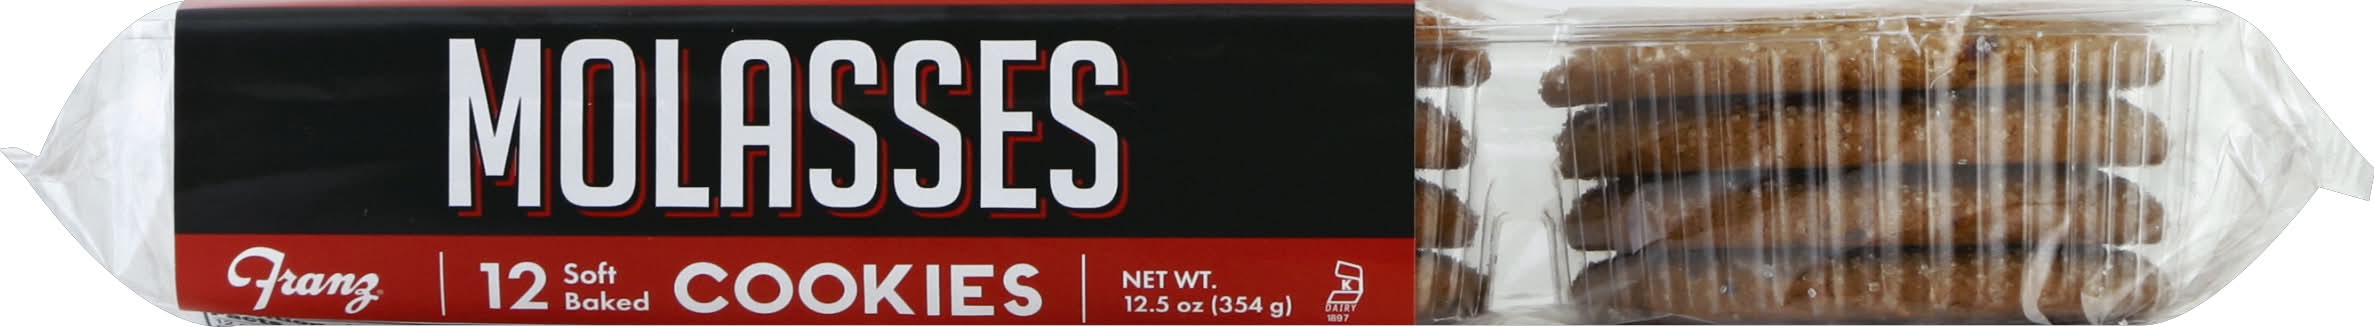 MOLASSES
Franz
12 Soft Baked COOKIES
NET WT.
12.5 oz (354 g)
K
DAIRY
1897